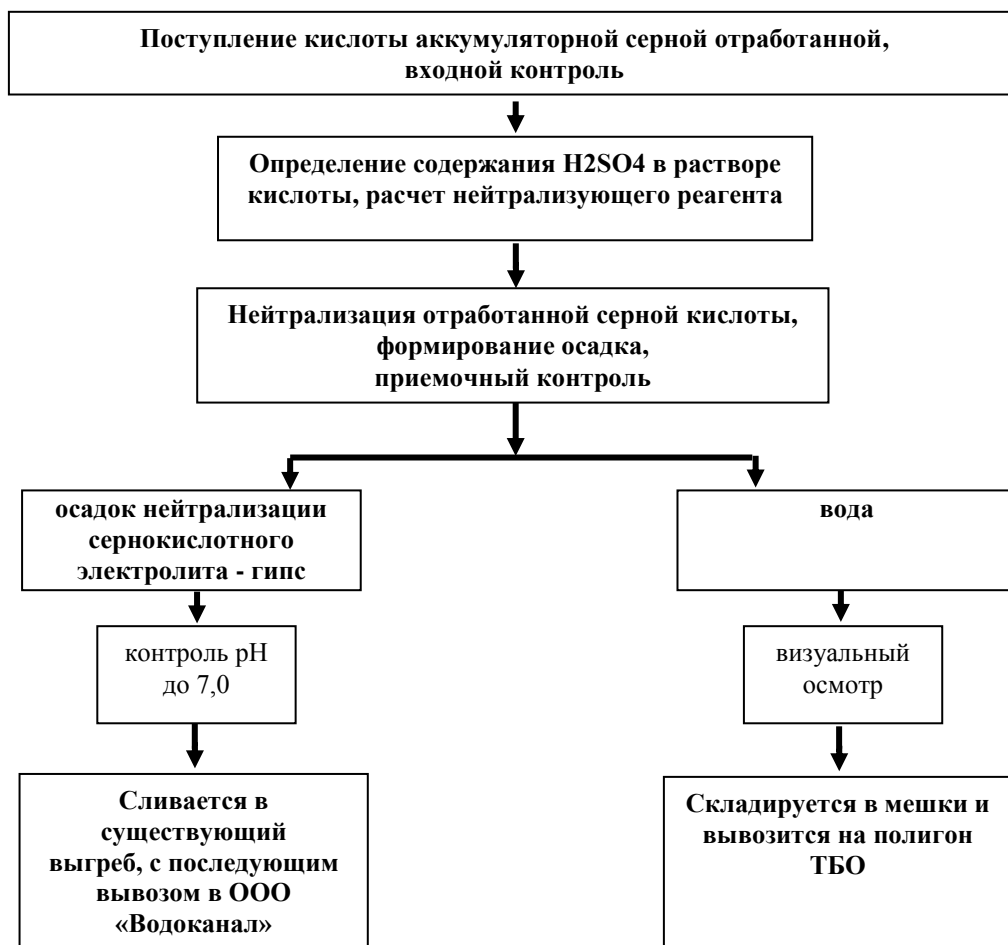 Поступление кислоты аккумуляторной серной отработанной,
входной контроль
Определение содержания H2SO4 в растворе
кислоты, расчет нейтрализующего реагента
Нейтрализация отработанной серной кислоты,
формирование осадка,
приемочный контроль
осадок нейтрализации
сернокислотного
электролита - гипс
вода
контроль pH
до 7,0
визуальный
осмотр
Сливается в
существующий
выгреб, с последующим
вывозом в ООО
«Водоканал»
Складируется в мешки и
вывозится на полигон
ТБО